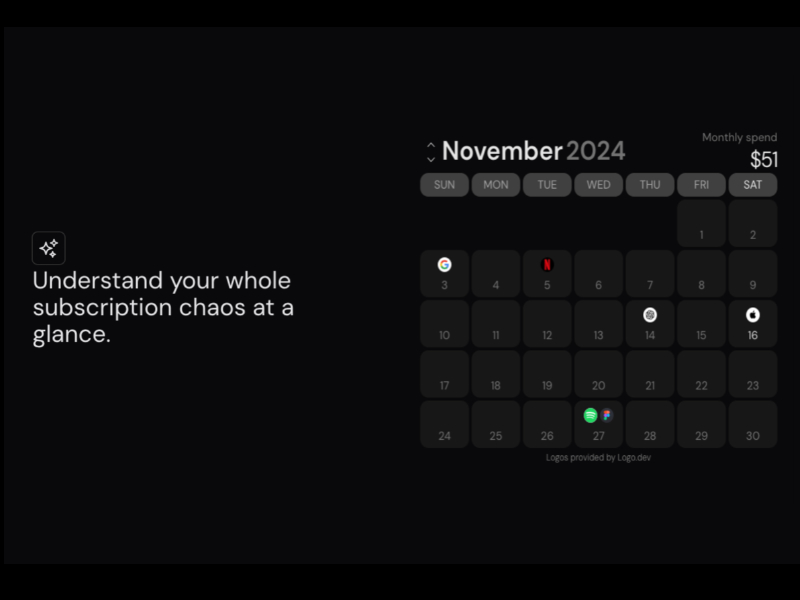 Understand your whole
subscription chaos at a
glance.
November 2024
Monthly spend
$51
SUN MON TUE WED THU FRI SAT
1 2
3 4 5 6 7 8 9
10 11 12 13 14 15 16
17 18 19 20 21 22 23
24 25 26 27 28 29 30
Logos provided by Logo.dev